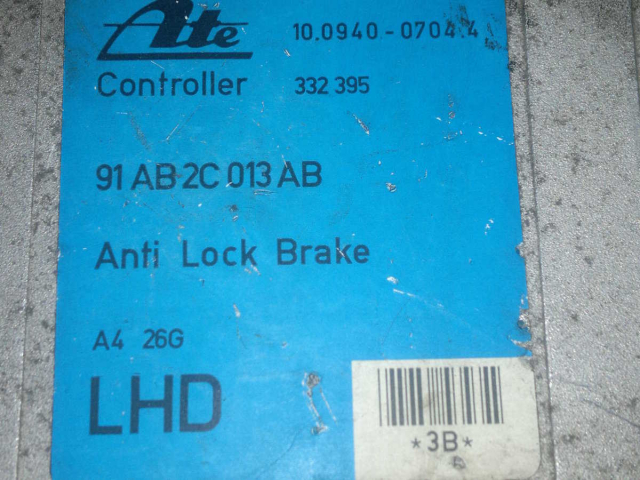 Ate 10.0940-0704.4
Controller 332 395
91 AB 2C 013 AB
Anti Lock Brake
A4 26G
LHD
*3B*